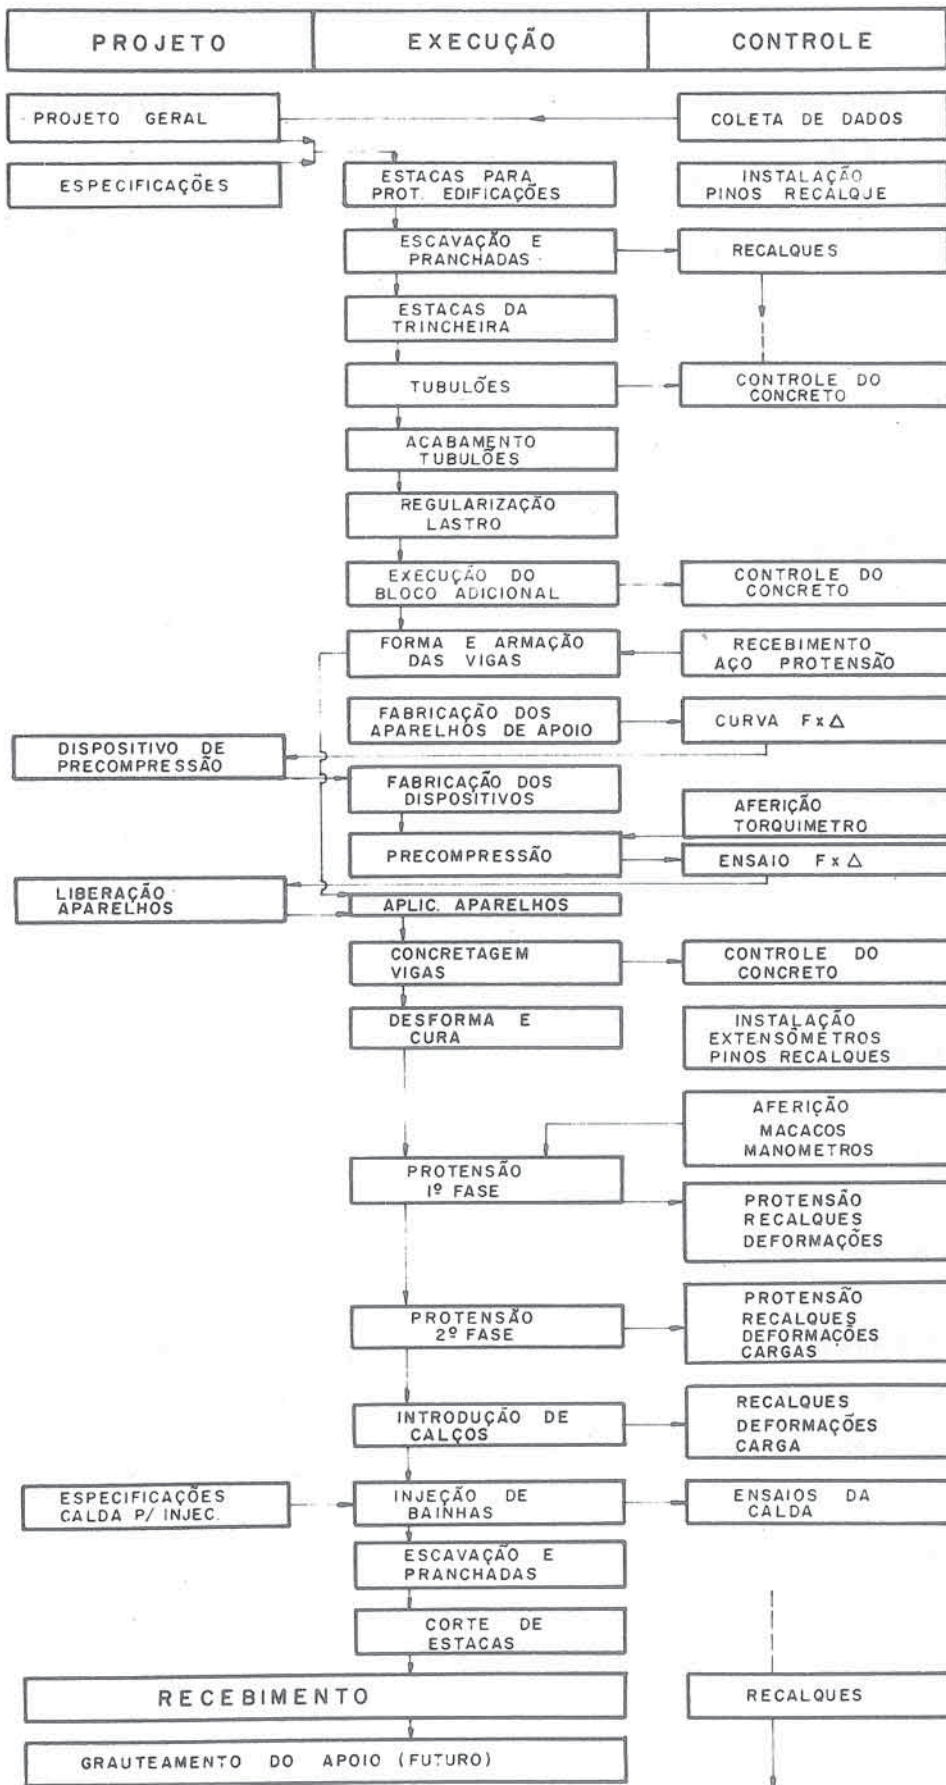 PROJETO
EXECUÇÃO
CONTROLE
PROJETO GERAL
COLETA DE DADOS
ESPECIFICAÇÕES
ESTACAS PARA
PROT. EDIFICAÇÕES
INSTALAÇÃO
PINOS RECALQUE
ESCAVAÇÃO E
PRANCHADAS
RECALQUES
ESTACAS DA
TRINCHEIRA
TUBULÕES
CONTROLE DO
CONCRETO
ACABAMENTO
TUBULÕES
REGULARIZAÇÃO
LASTRO
EXECUÇÃO DO
BLOCO ADICIONAL
CONTROLE DO
CONCRETO
FORMA E ARMAÇÃO
DAS VIGAS
RECEBIMENTO
AÇO PROTENSÃO
FABRICAÇÃO DOS
APARELHOS DE APOIO
CURVA F x Δ
DISPOSITIVO DE
PRECOMPRESSÃO
FABRICAÇÃO DOS
DISPOSITIVOS
AFERIÇÃO
TORQUIMETRO
PRECOMPRESSÃO
ENSAIO F x Δ
LIBERAÇÃO
APARELHOS
APLIC. APARELHOS
CONCRETAGEM
VIGAS
CONTROLE DO
CONCRETO
DESFORMA E
CURA
INSTALAÇÃO
EXTENSÔMETROS
PINOS RECALQUES
AFERIÇÃO
MACACOS
MANOMETROS
PROTENSÃO
1º FASE
PROTENSÃO
RECALQUES
DEFORMAÇÕES
PROTENSÃO
2º FASE
PROTENSÃO
RECALQUES
DEFORMAÇÕES
CARGAS
INTRODUÇÃO DE
CALÇOS
RECALQUES
DEFORMAÇÕES
CARGA
ESPECIFICAÇÕES
CALDA P/ INJEC.
INJEÇÃO DE
BAINHAS
ENSAIOS DA
CALDA
ESCAVAÇÃO E
PRANCHADAS
CORTE DE
ESTACAS
RECEBIMENTO
RECALQUES
GRAUTEAMENTO DO APOIO (FUTURO)